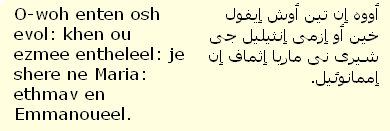 O-woh enten osh
evol: khen ou
ezmee entheleel: je
shere ne Maria:
ethmav en
Emmanoueel.
أووه إن تين أوش إيفول
خين أو إزمى إنثيليل جى
شيرى نى ماريا إثماف إن
إممانوئيل.